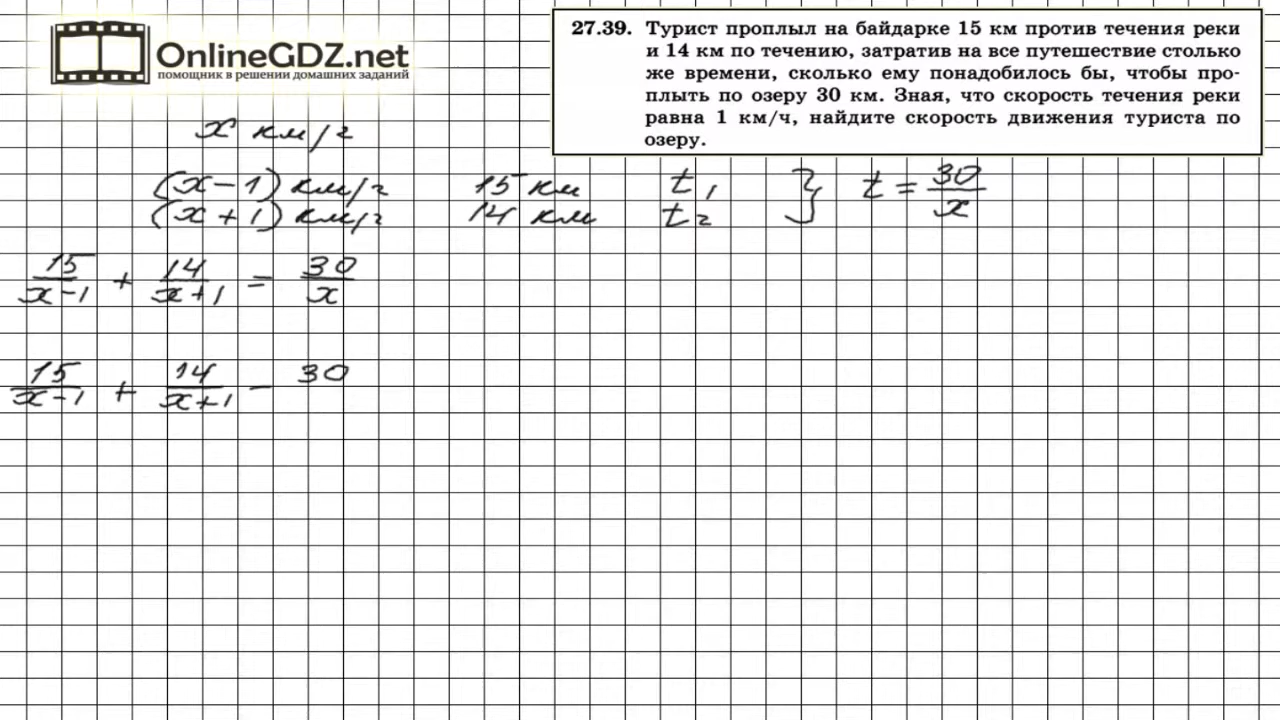 OnlineGDZ.net
помощник в решении домашних заданий
27.39. Турист проплыл на байдарке 15 км против течения реки
и 14 км по течению, затратив на все путешествие столько
же времени, сколько ему понадобилось бы, чтобы про-
плыть по озеру 30 км. Зная, что скорость течения реки
равна 1 км/ч, найдите скорость движения туриста по
озеру.
x км/ч
(x-1) км/ч 15 км t₁ } t = 30/x
(x+1) км/ч 14 км t₂
15/(x-1) + 14/(x+1) = 30/x
15/(x-1) + 14/(x+1) - 30